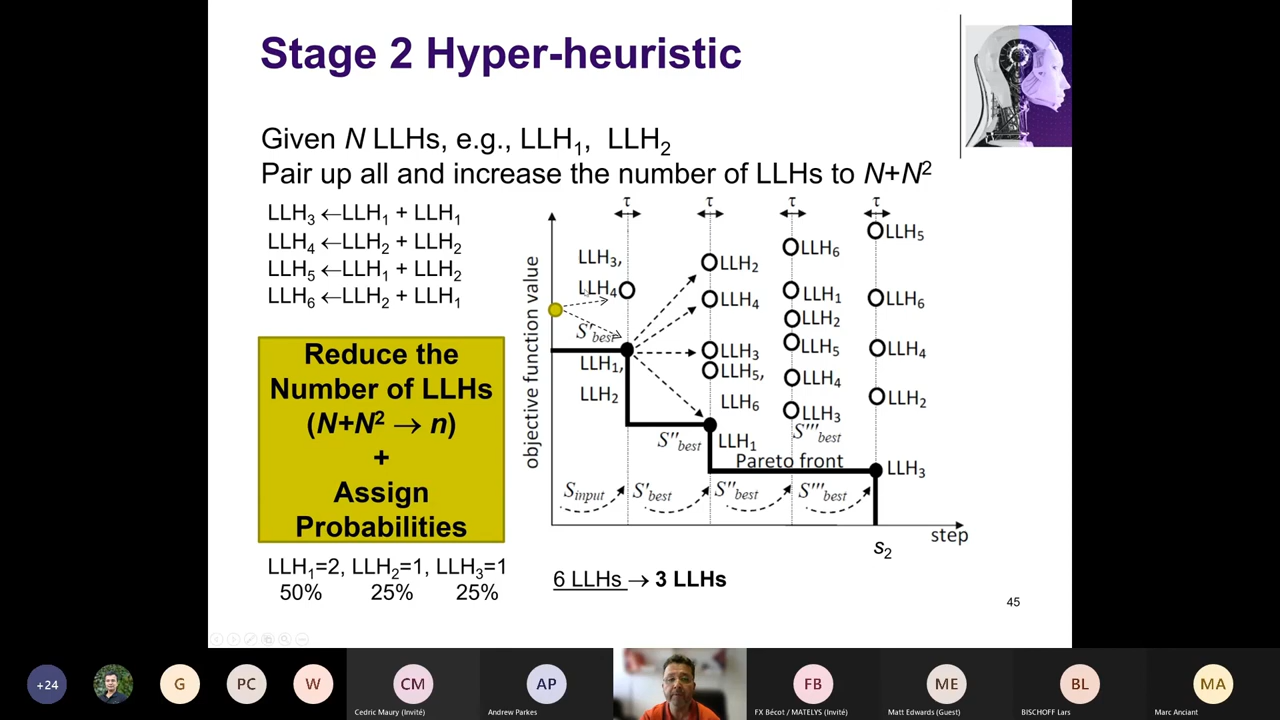 Stage 2 Hyper-heuristic
Given N LLHs, e.g., LLH1, LLH2
Pair up all and increase the number of LLHs to N+N2
LLH3 ←LLH1 + LLH1
LLH4 ←LLH2 + LLH2
LLH5 ←LLH1 + LLH2
LLH6 ←LLH2 + LLH1
Reduce the
Number of LLHs
(N+N2 → n)
+
Assign
Probabilities
LLH1=2, LLH2=1, LLH3=1
50% 25% 25%
objective function value
τ τ τ τ
LLH3,
LLH4
S'best
LLH1,
LLH2
LLH2
LLH4
LLH3
LLH5,
LLH6
S''best
LLH1
LLH6
LLH1
LLH2
LLH5
LLH4
LLH3
S'''best
LLH5
LLH6
LLH4
LLH2
LLH3
Pareto front
Sinput S'best S''best S'''best
step
s2
6 LLHs → 3 LLHs
45
+24
G
PC
W
CM
Cedric Maury (Invité)
AP
Andrew Parkes
FB
FX Bécot / MATELYS (Invité)
ME
Matt Edwards (Guest)
BL
BISCHOFF Lars
MA
Marc Anciant